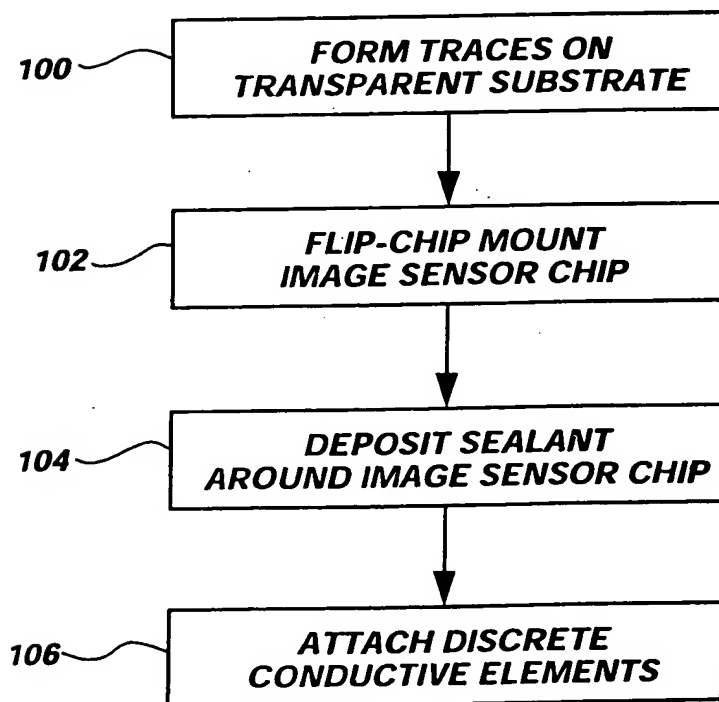 100
FORM TRACES ON
TRANSPARENT SUBSTRATE
102
FLIP-CHIP MOUNT
IMAGE SENSOR CHIP
104
DEPOSIT SEALANT
AROUND IMAGE SENSOR CHIP
106
ATTACH DISCRETE
CONDUCTIVE ELEMENTS